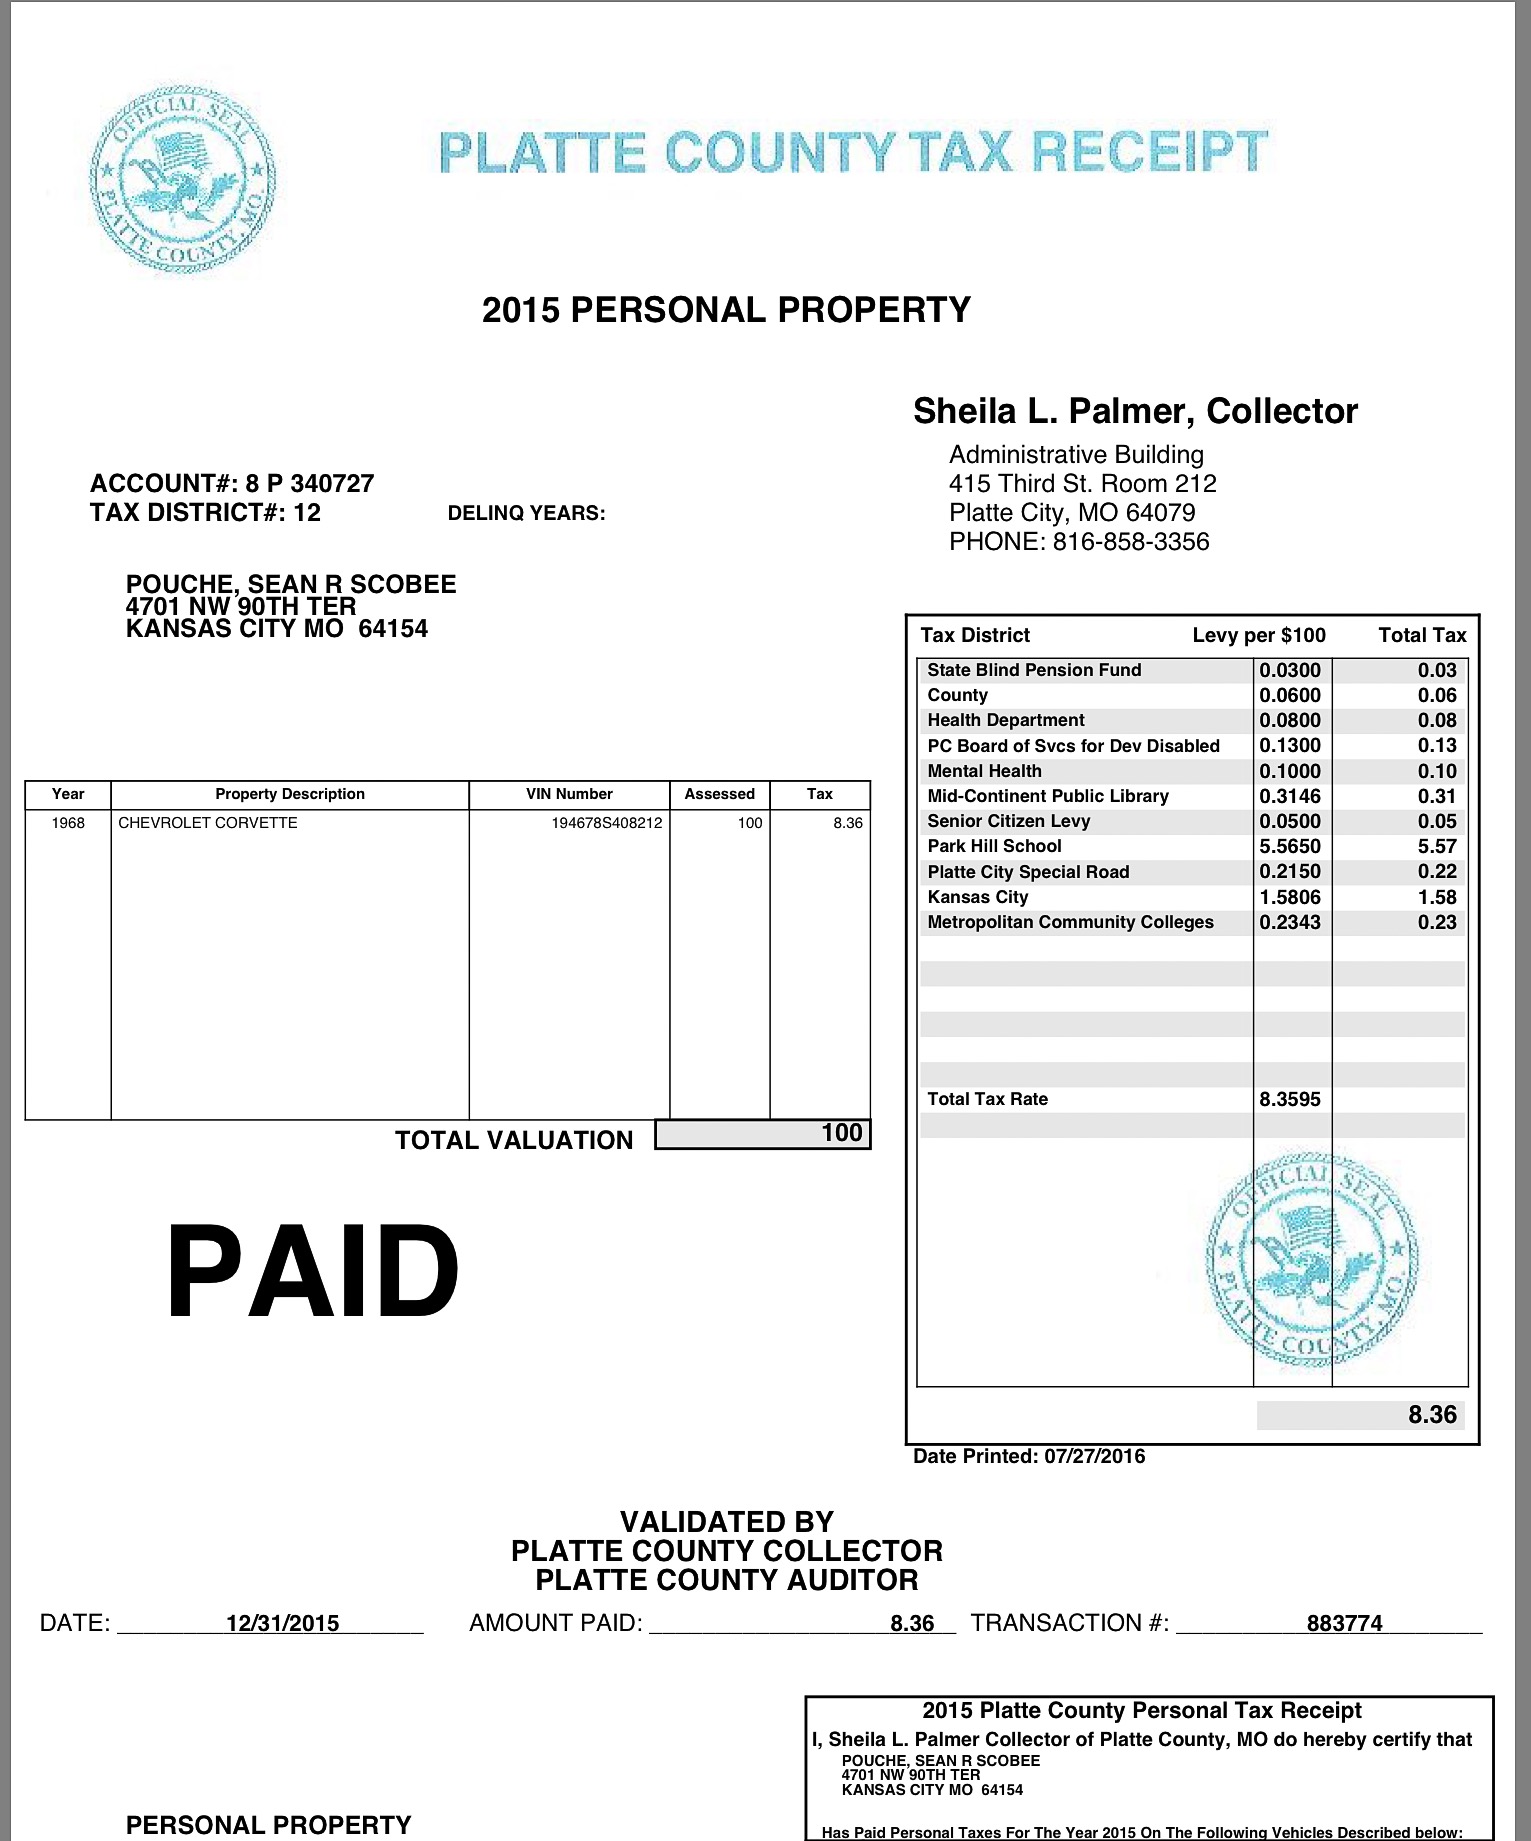 OFFICIAL SEAL
PLATTE COUNTY, MO.
PLATTE COUNTY TAX RECEIPT
2015 PERSONAL PROPERTY
Sheila L. Palmer, Collector
Administrative Building
415 Third St. Room 212
Platte City, MO 64079
PHONE: 816-858-3356
ACCOUNT#: 8 P 340727
TAX DISTRICT#: 12 DELINQ YEARS:
POUCHE, SEAN R SCOBEE
4701 NW 90TH TER
KANSAS CITY MO 64154
Year Property Description VIN Number Assessed Tax
1968 CHEVROLET CORVETTE 194678S408212 100 8.36
TOTAL VALUATION 100
PAID
Tax District Levy per $100 Total Tax
State Blind Pension Fund 0.0300 0.03
County 0.0600 0.06
Health Department 0.0800 0.08
PC Board of Svcs for Dev Disabled 0.1300 0.13
Mental Health 0.1000 0.10
Mid-Continent Public Library 0.3146 0.31
Senior Citizen Levy 0.0500 0.05
Park Hill School 5.5650 5.57
Platte City Special Road 0.2150 0.22
Kansas City 1.5806 1.58
Metropolitan Community Colleges 0.2343 0.23
Total Tax Rate 8.3595
OFFICIAL SEAL
PLATTE COUNTY, MO.
8.36
Date Printed: 07/27/2016
VALIDATED BY
PLATTE COUNTY COLLECTOR
PLATTE COUNTY AUDITOR
DATE: 12/31/2015 AMOUNT PAID: 8.36 TRANSACTION #: 883774
2015 Platte County Personal Tax Receipt
I, Sheila L. Palmer Collector of Platte County, MO do hereby certify that
POUCHE, SEAN R SCOBEE
4701 NW 90TH TER
KANSAS CITY MO 64154
PERSONAL PROPERTY
Has Paid Personal Taxes For The Year 2015 On The Following Vehicles Described below: